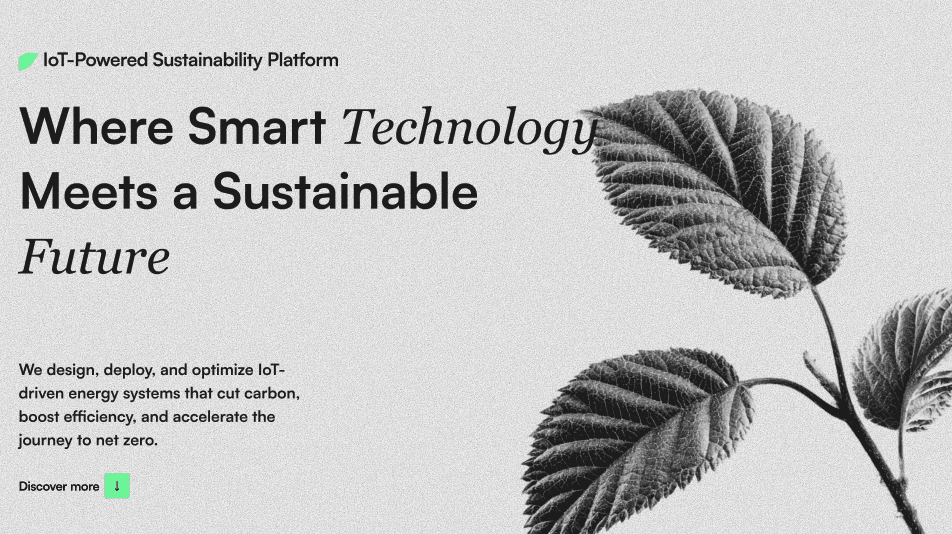 IoT-Powered Sustainability Platform
Where Smart Technology
Meets a Sustainable
Future
We design, deploy, and optimize IoT-
driven energy systems that cut carbon,
boost efficiency, and accelerate the
journey to net zero.
Discover more ↓